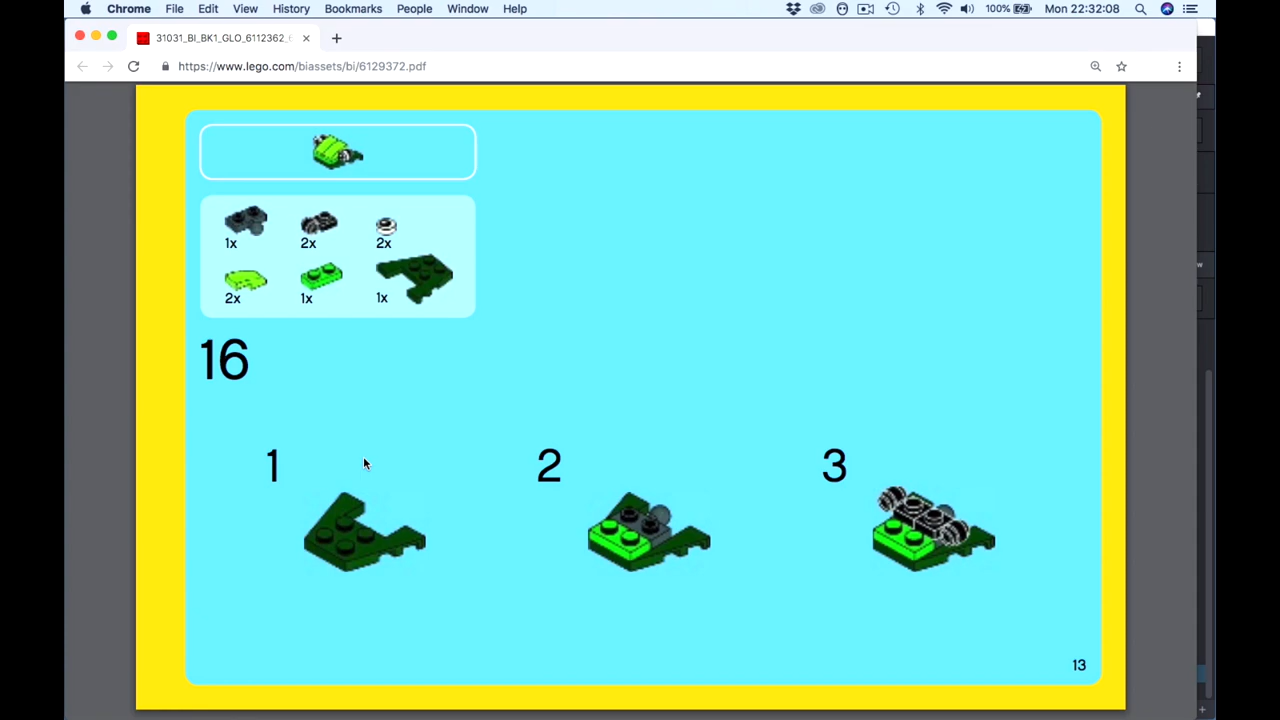 Chrome File Edit View History Bookmarks People Window Help 100% Mon 22:32:08
31031_BI_BK1_GLO_6112362_
https://www.lego.com/biassets/bi/6129372.pdf
1x 2x 2x
2x 1x 1x
16
1 2 3
13